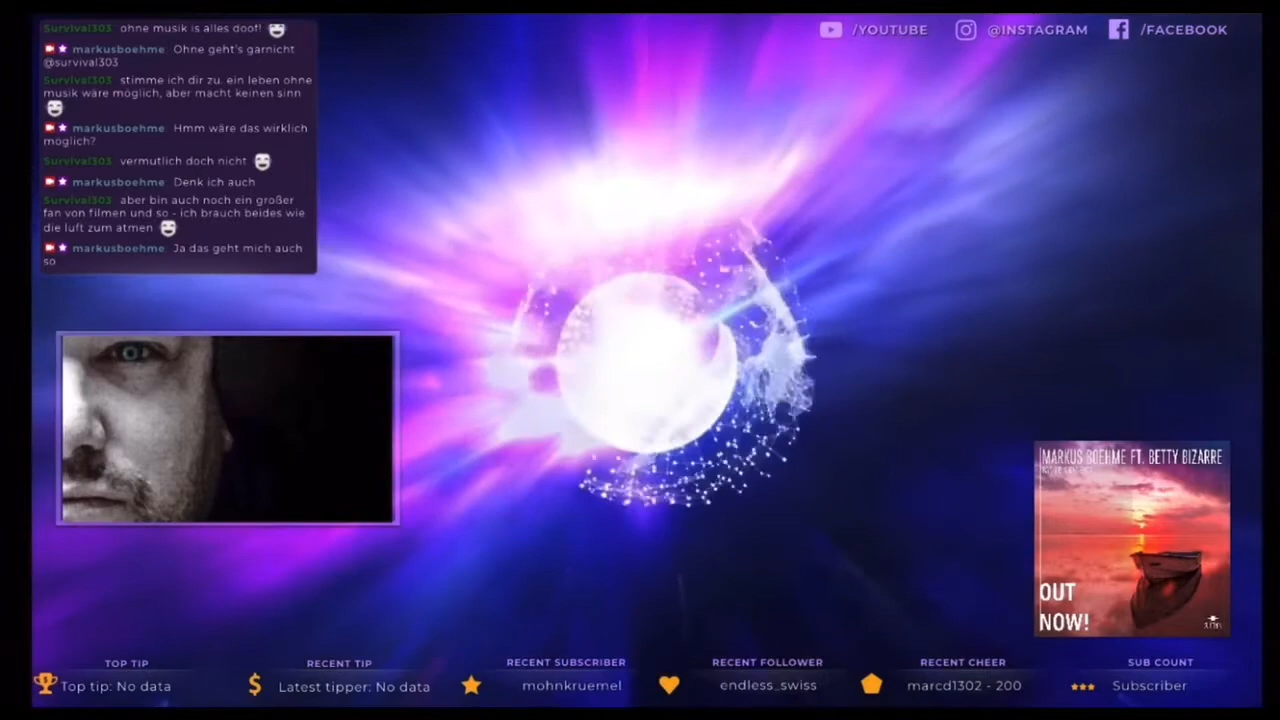 Survival303 ohne musik is alles doof!
markusboehme Ohne geht's garnicht
@survival303
Survival303 stimme ich dir zu. ein leben ohne
musik wäre möglich, aber macht keinen sinn
markusboehme Hmm wäre das wirklich
möglich?
Survival303 vermutlich doch nicht
markusboehme Denk ich auch
Survival303 aber bin auch noch ein großer
fan von filmen und so - ich brauch beides wie
die luft zum atmen
markusboehme Ja das geht mich auch
so
/YOUTUBE
@INSTAGRAM
/FACEBOOK
MARKUS BOEHME FT. BETTY BIZARRE
OUT
NOW!
TOP TIP
Top tip: No data
RECENT TIP
Latest tipper: No data
RECENT SUBSCRIBER
mohnkruemel
RECENT FOLLOWER
endless_swiss
RECENT CHEER
marcd1302 - 200
SUB COUNT
Subscriber